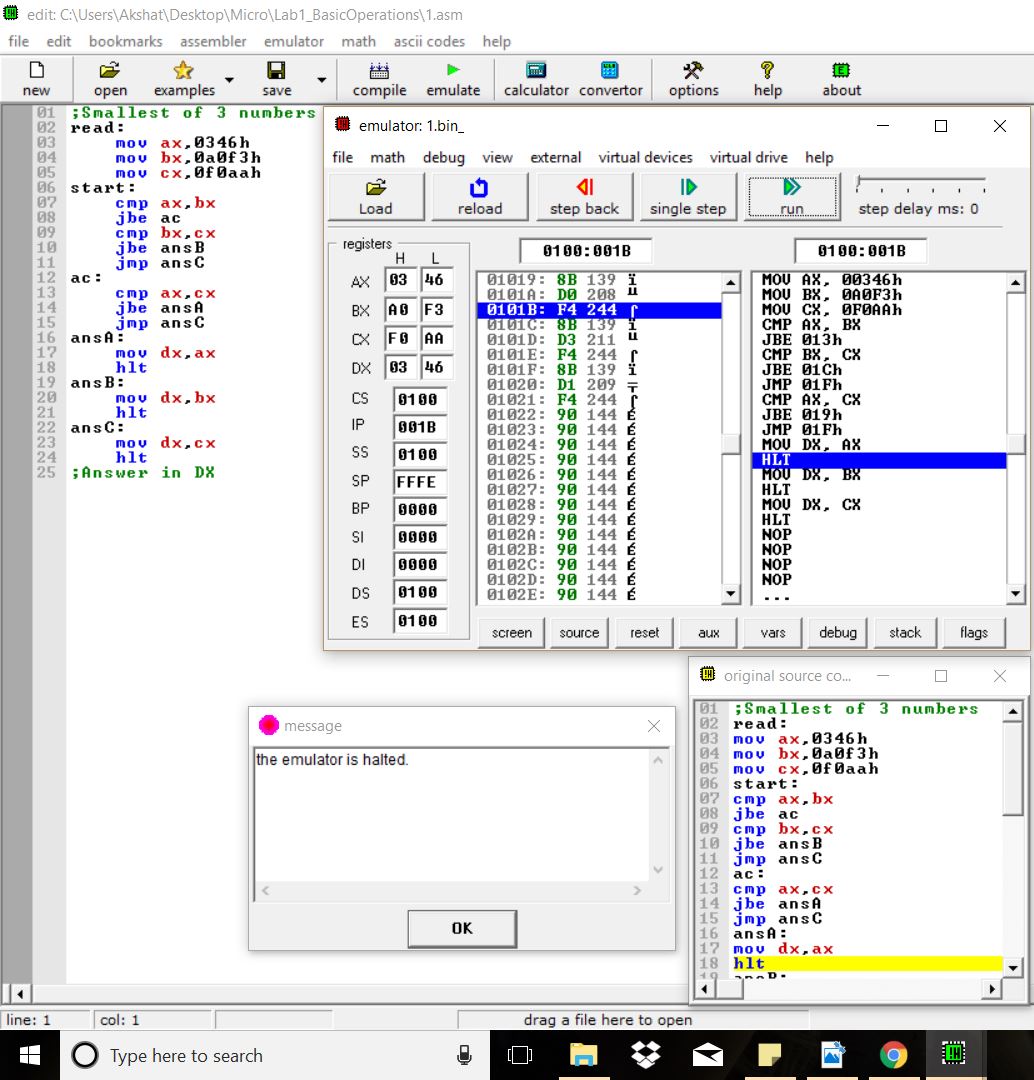 edit: C:\Users\Akshat\Desktop\Micro\Lab1_BasicOperations\1.asm
file edit bookmarks assembler emulator math ascii codes help
new open examples save compile emulate calculator convertor options help about
01 ;Smallest of 3 numbers
02 read:
03 mov ax,0346h
04 mov bx,0a0f3h
05 mov cx,0f0aah
06 start:
07 cmp ax,bx
08 jbe ac
09 cmp bx,cx
10 jbe ansB
11 jmp ansC
12 ac:
13 cmp ax,cx
14 jbe ansA
15 jmp ansC
16 ansA:
17 mov dx,ax
18 hlt
19 ansB:
20 mov dx,bx
21 hlt
22 ansC:
23 mov dx,cx
24 hlt
25 ;Answer in DX
emulator: 1.bin_
file math debug view external virtual devices virtual drive help
Load reload step back single step run step delay ms: 0
registers
H L
AX 03 46
BX A0 F3
CX F0 AA
DX 03 46
CS 0100
IP 001B
SS 0100
SP FFFE
BP 0000
SI 0000
DI 0000
DS 0100
ES 0100
0100:001B
01019: 8B 139 ï
0101A: D0 208 ╨
0101B: F4 244 ⌠
0101C: 8B 139 ï
0101D: D3 211 ╙
0101E: F4 244 ⌠
0101F: 8B 139 ï
01020: D1 209 ╤
01021: F4 244 ⌠
01022: 90 144 É
01023: 90 144 É
01024: 90 144 É
01025: 90 144 É
01026: 90 144 É
01027: 90 144 É
01028: 90 144 É
01029: 90 144 É
0102A: 90 144 É
0102B: 90 144 É
0102C: 90 144 É
0102D: 90 144 É
0102E: 90 144 É
0100:001B
MOV AX, 00346h
MOV BX, 0A0F3h
MOV CX, 0F0AAh
CMP AX, BX
JBE 013h
CMP BX, CX
JBE 01Ch
JMP 01Fh
CMP AX, CX
JBE 019h
JMP 01Fh
MOV DX, AX
HLT
MOV DX, BX
HLT
MOV DX, CX
HLT
NOP
NOP
NOP
NOP
...
screen source reset aux vars debug stack flags
original source co...
01 ;Smallest of 3 numbers
02 read:
03 mov ax,0346h
04 mov bx,0a0f3h
05 mov cx,0f0aah
06 start:
07 cmp ax,bx
08 jbe ac
09 cmp bx,cx
10 jbe ansB
11 jmp ansC
12 ac:
13 cmp ax,cx
14 jbe ansA
15 jmp ansC
16 ansA:
17 mov dx,ax
18 hlt
19 ansB:
message
the emulator is halted.
OK
line: 1 col: 1 drag a file here to open
Type here to search